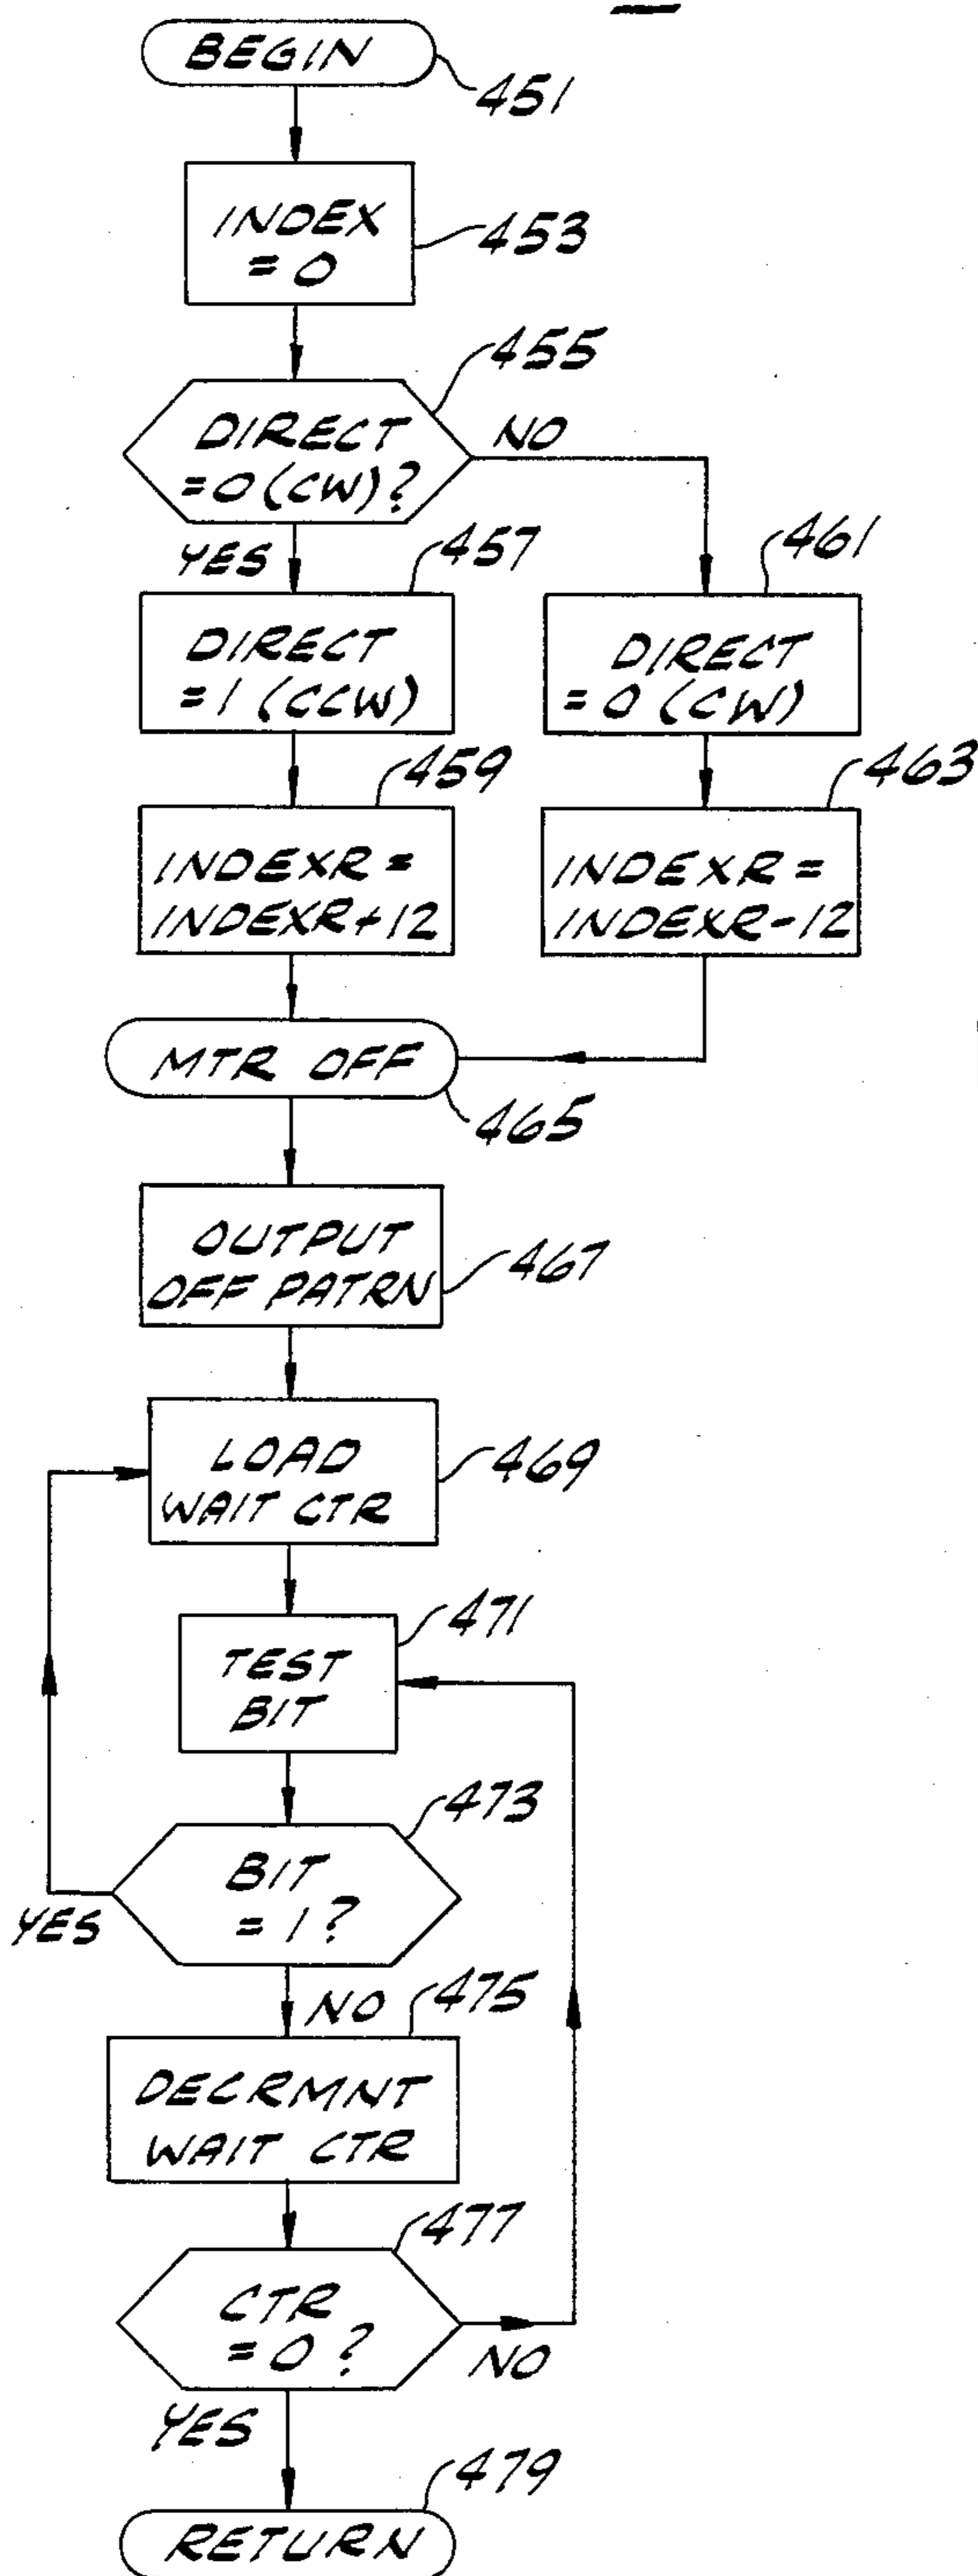 BEGIN
451
INDEX
= 0
453
455
DIRECT
= 0 (CW)?
NO
YES
457
461
DIRECT
= 1 (CCW)
DIRECT
= 0 (CW)
459
463
INDEXR =
INDEXR+12
INDEXR =
INDEXR-12
MTR OFF
465
OUTPUT
OFF PATRN
467
LOAD
WAIT CTR
469
471
TEST
BIT
473
BIT
= 1?
YES
NO
475
DECRMNT
WAIT CTR
477
CTR
= 0?
NO
YES
479
RETURN